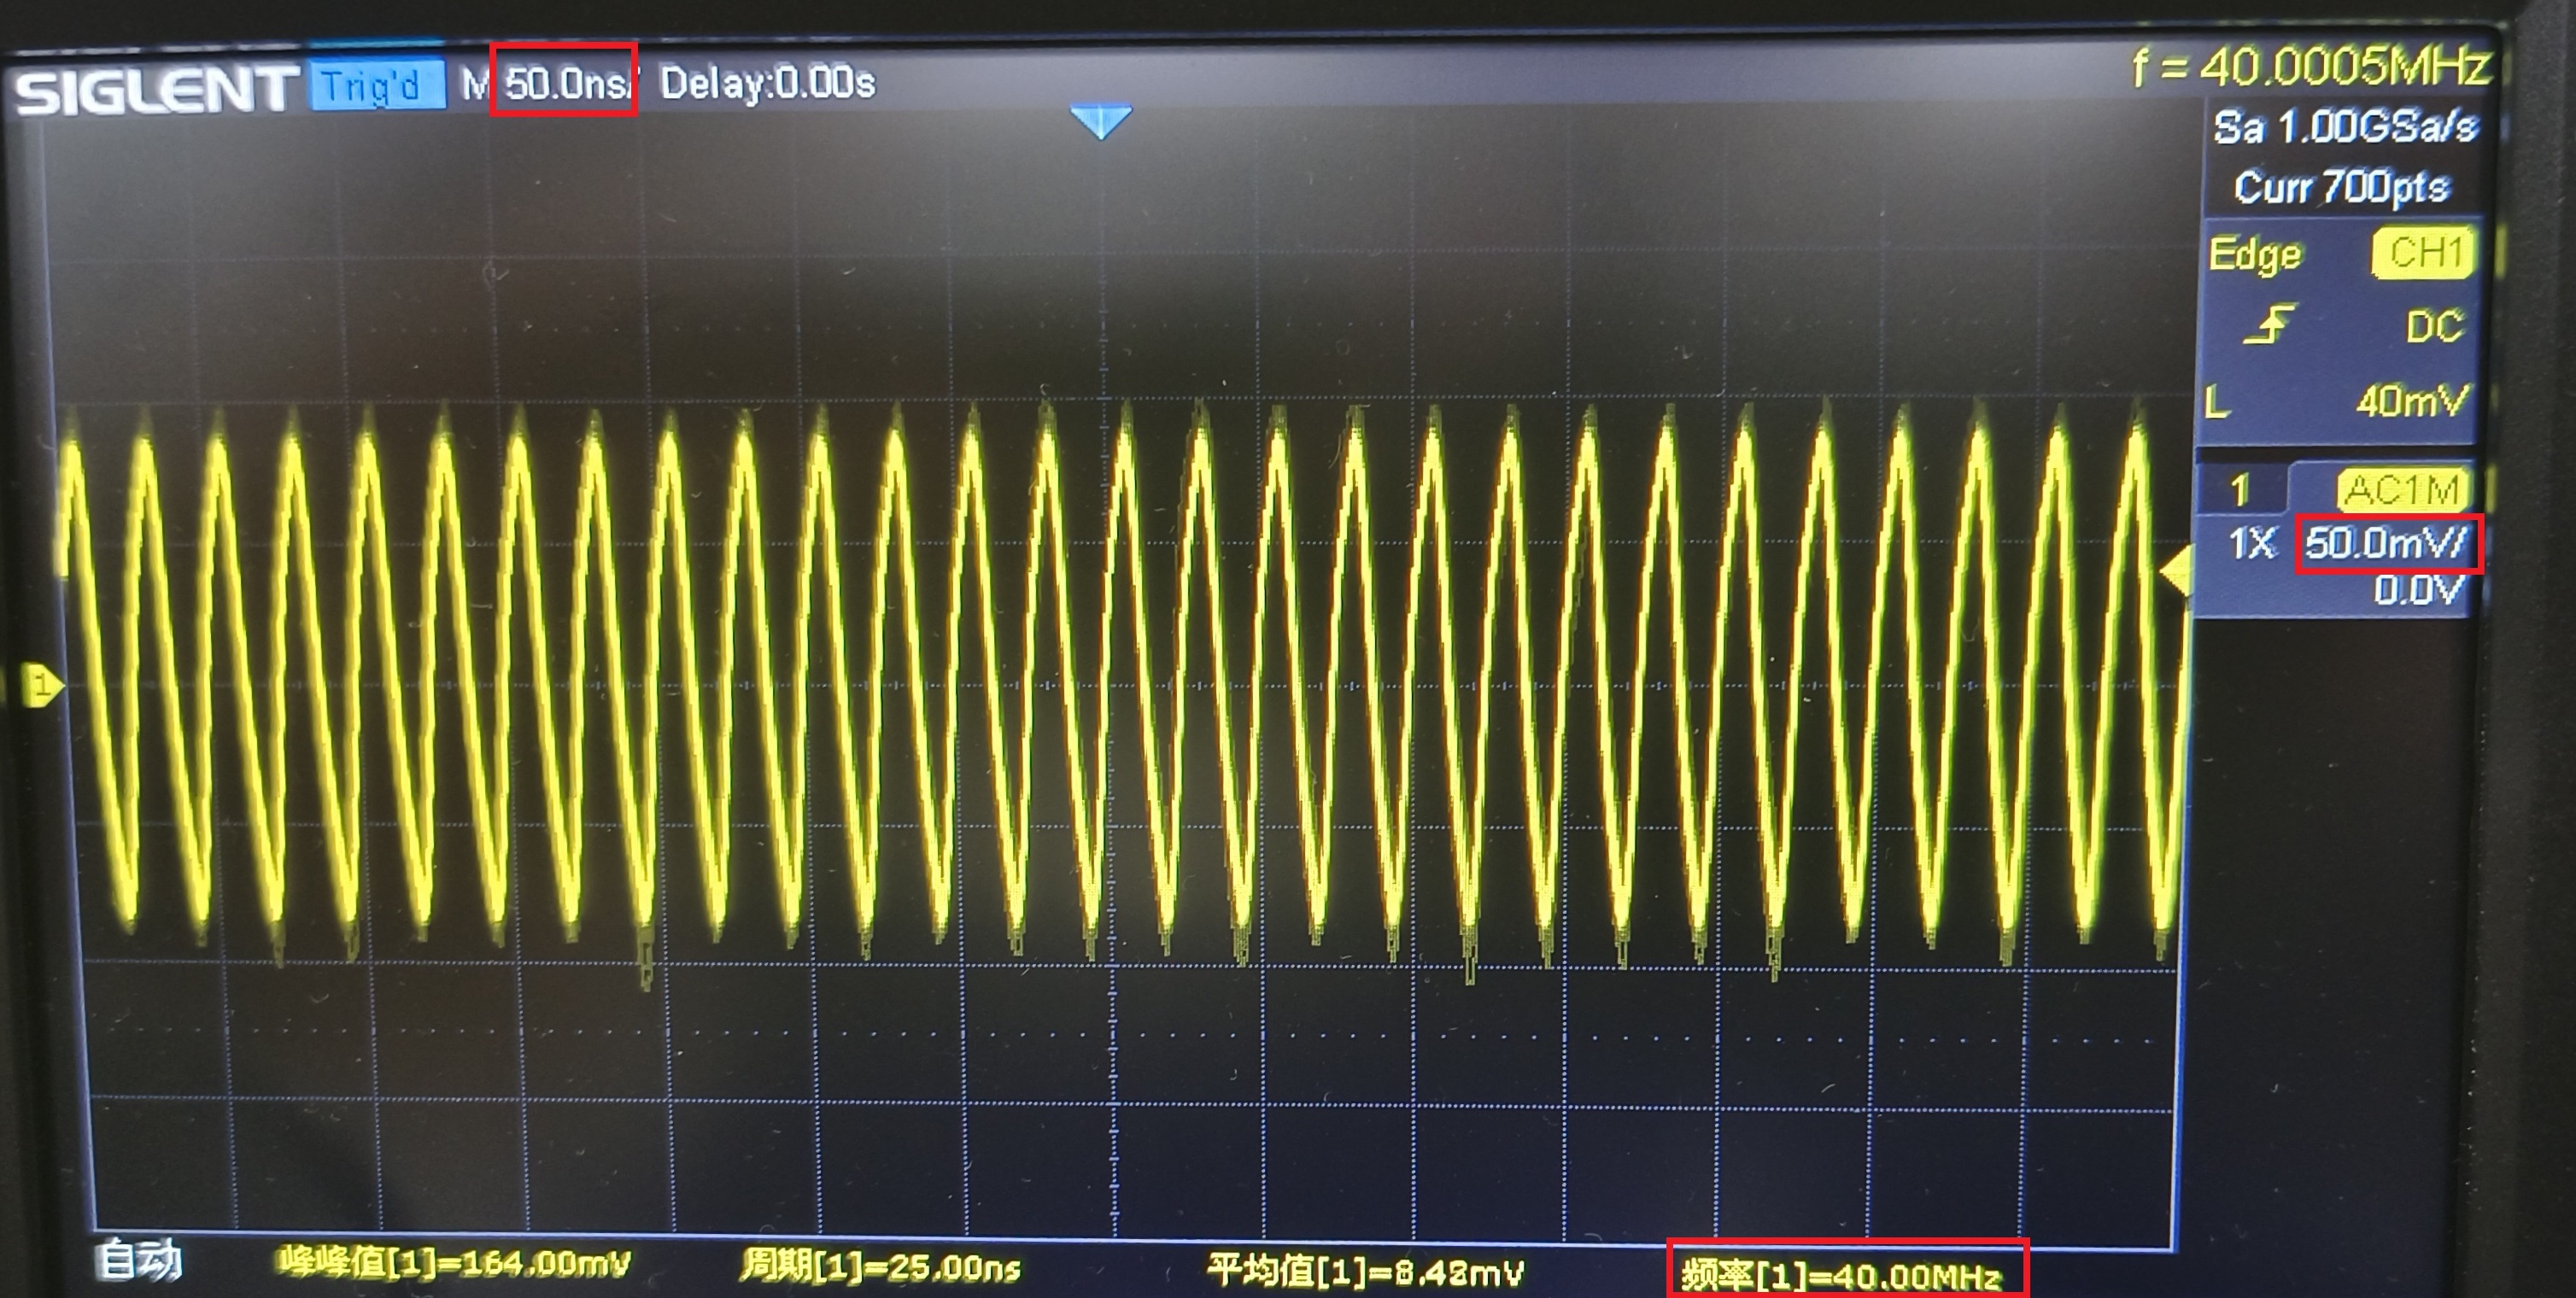 SIGLENT Trig'd M 50.0ns/ Delay:0.00s f = 40.0005MHz
Sa 1.00GSa/s
Curr 700pts
Edge CH1
DC
L 40mV
1 AC1M
1X 50.0mV/
0.0V
1
自动 峰峰值[1]=164.00mV 周期[1]=25.00ns 平均值[1]=8.48mV 频率[1]=40.00MHz